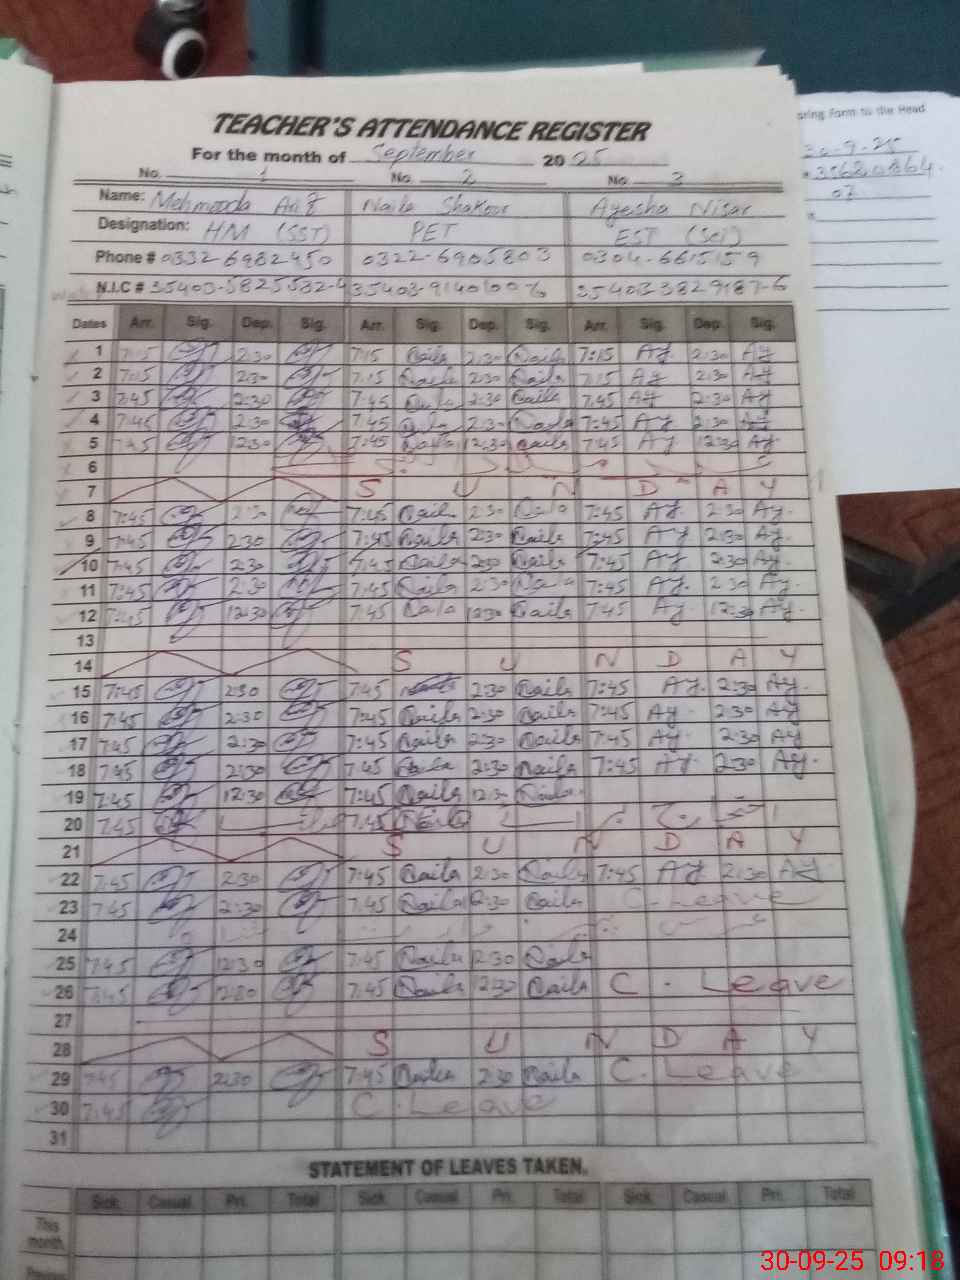 TEACHER'S ATTENDANCE REGISTER
For the month of September 2025
No. 1 No. 2 No. 3
Name: Mehmooda Arif Naila Shakoor Ayesha Nisar
Designation: HM (SST) PET EST (Sci)
Phone # 0332 6982450 0322-6905803 0304-6615159
N.I.C # 35403-5825532-4 35403-9140100% 354033829187-6
Dates Arr. Sig. Dep. Sig. Arr. Sig. Dep. Sig. Arr. Sig. Dep. Sig.
1 7:15 2:30 7:15 Naila 2:30 Naila 7:15 Ay 2:30 Ay
2 7:15 2:30 7:15 Naila 2:30 Naila 7:15 Ay 2:30 Ay
3 7:45 2:30 7:45 Naila 2:30 Naila 7:45 Ay 2:30 Ay
4 7:45 2:30 7:45 Naila 2:30 Naila 7:45 Ay 2:30 Ay
5 7:45 12:30 7:45 Naila 12:30 Naila 7:45 Ay 12:30 Ay
6
7 S U N D A Y
8 7:45 2:30 7:45 Naila 2:30 Naila 7:45 Ay. 2:30 Ay.
9 7:45 2:30 7:45 Naila 2:30 Naila 7:45 Ay. 2:30 Ay.
10 7:45 2:30 7:45 Naila 2:30 Naila 7:45 Ay. 2:30 Ay.
11 7:45 2:30 7:45 Naila 2:30 Naila 7:45 Ay. 2:30 Ay.
12 7:45 12:30 7:45 Naila 12:30 Naila 7:45 Ay. 12:30 Ay.
13
14 S U N D A Y
15 7:45 2:30 7:45 2:30 Naila 7:45 Ay. 2:30 Ay.
16 7:45 2:30 7:45 Naila 2:30 Naila 7:45 Ay. 2:30 Ay
17 7:45 2:30 7:45 Naila 2:30 Naila 7:45 Ay. 2:30 Ay
18 7:45 2:30 7:45 Naila 2:30 Naila 7:45 Ay. 2:30 Ay.
19 7:45 12:30 7:45 Naila 12:30 Naila
20 7:45 7:45 Naila
21 S U N D A Y
22 7:45 2:30 7:45 Naila 2:30 Naila 7:45 Ay 2:30 Ay
23 7:45 2:30 7:45 Naila 2:30 Naila C. Leave
24
25 7:45 12:30 7:45 Naila 12:30 Naila
26 7:45 12:30 7:45 Naila 12:30 Naila C. Leave
27
28 S U N D A Y
29 7:45 2:30 7:45 Naila 2:30 Naila C. Leave
30 7:45 C. Leave
31
STATEMENT OF LEAVES TAKEN.
Sick Casual Pri. Total Sick Casual Pri. Total Sick Casual Pri. Total
This month.
oring Form to the Head
30-9-25
03
30-09-25 09:18